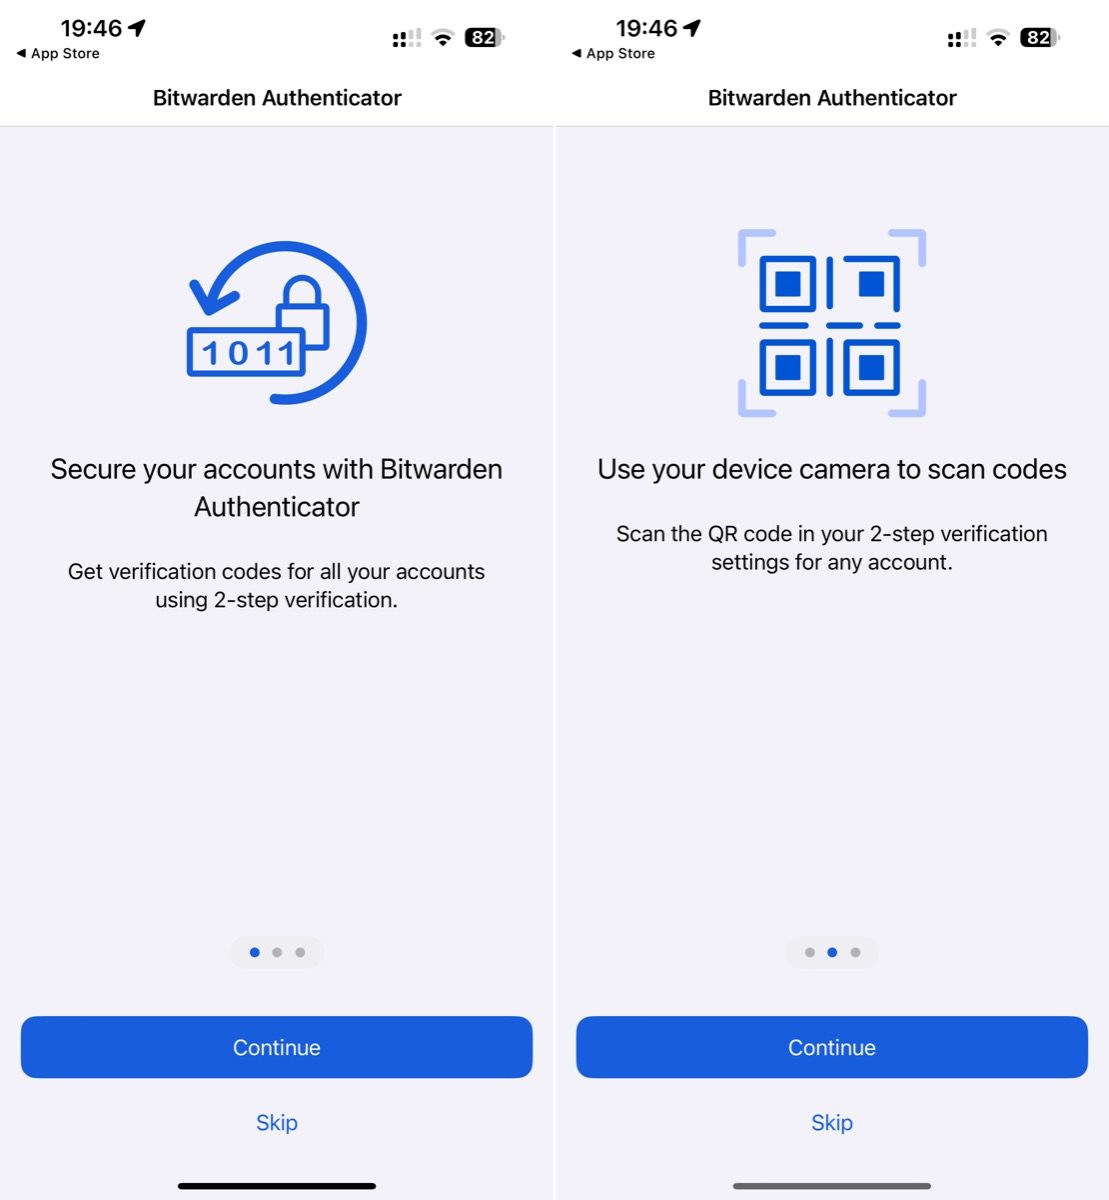 19:46
◀ App Store
82
Bitwarden Authenticator
1011
Secure your accounts with Bitwarden
Authenticator
Get verification codes for all your accounts
using 2-step verification.
Continue
Skip
19:46
◀ App Store
82
Bitwarden Authenticator
Use your device camera to scan codes
Scan the QR code in your 2-step verification
settings for any account.
Continue
Skip